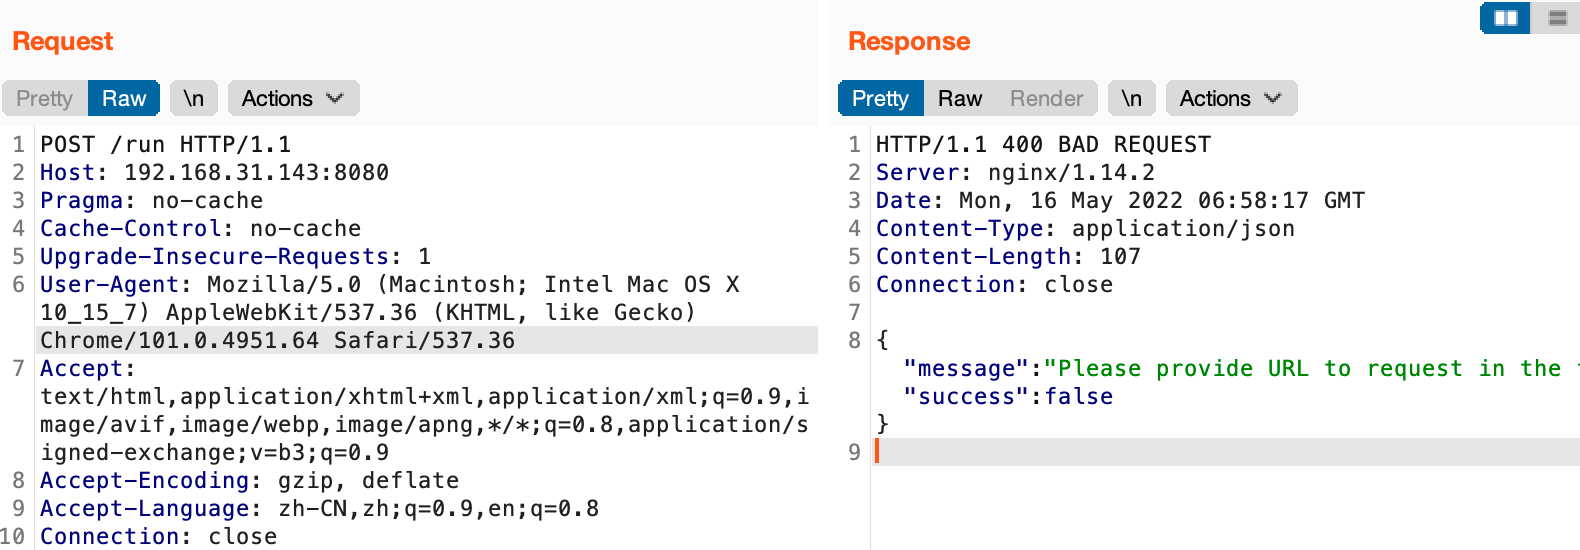 Request
Pretty Raw \n Actions
1 POST /run HTTP/1.1
2 Host: 192.168.31.143:8080
3 Pragma: no-cache
4 Cache-Control: no-cache
5 Upgrade-Insecure-Requests: 1
6 User-Agent: Mozilla/5.0 (Macintosh; Intel Mac OS X
10_15_7) AppleWebKit/537.36 (KHTML, like Gecko)
Chrome/101.0.4951.64 Safari/537.36
7 Accept:
text/html,application/xhtml+xml,application/xml;q=0.9,i
mage/avif,image/webp,image/apng,*/*;q=0.8,application/s
igned-exchange;v=b3;q=0.9
8 Accept-Encoding: gzip, deflate
9 Accept-Language: zh-CN,zh;q=0.9,en;q=0.8
10 Connection: close
Response
Pretty Raw Render \n Actions
1 HTTP/1.1 400 BAD REQUEST
2 Server: nginx/1.14.2
3 Date: Mon, 16 May 2022 06:58:17 GMT
4 Content-Type: application/json
5 Content-Length: 107
6 Connection: close
7
8 {
"message":"Please provide URL to request in the
"success":false
}
9